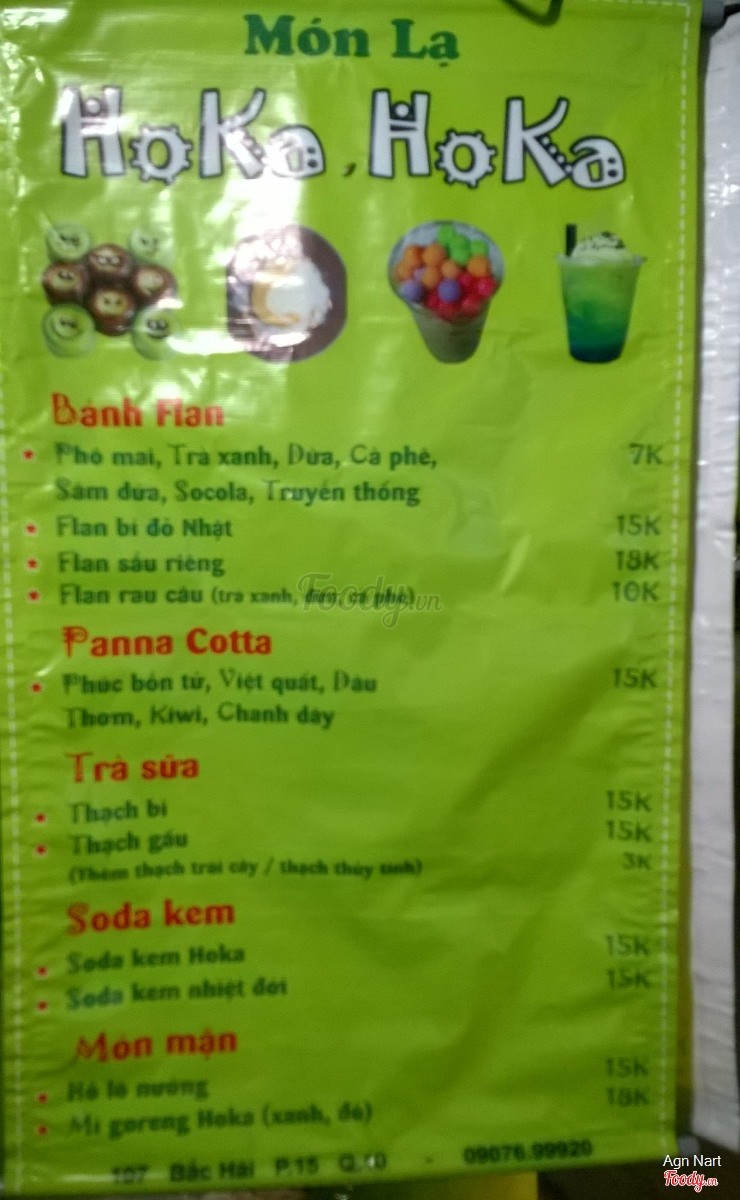 Món Lạ
HoKa, HoKa
Bánh Flan
Phô mai, Trà xanh, Dừa, Cà phê, 7K
Sâm dứa, Socola, Truyền thống
Flan bí đỏ Nhật 15K
Flan sầu riêng 18K
Flan rau câu (trà xanh, dừa, cà phê) 10K
Foody.vn
Panna Cotta
Phúc bồn tử, Việt quất, Dâu 15K
Thơm, Kiwi, Chanh dây
Trà sữa
Thạch bi 15K
Thạch gấu 15K
(Thêm thạch trái cây / thạch thủy tinh) 3K
Soda kem
Soda kem Hoka 15K
Soda kem nhiệt đới 15K
Món mặn
Hồ lô nướng 15K
Mì goreng Hoka (xanh, đỏ) 18K
107 Bắc Hải P.15 Q.10 - 09076.99920
Agn Nart
Foody.vn